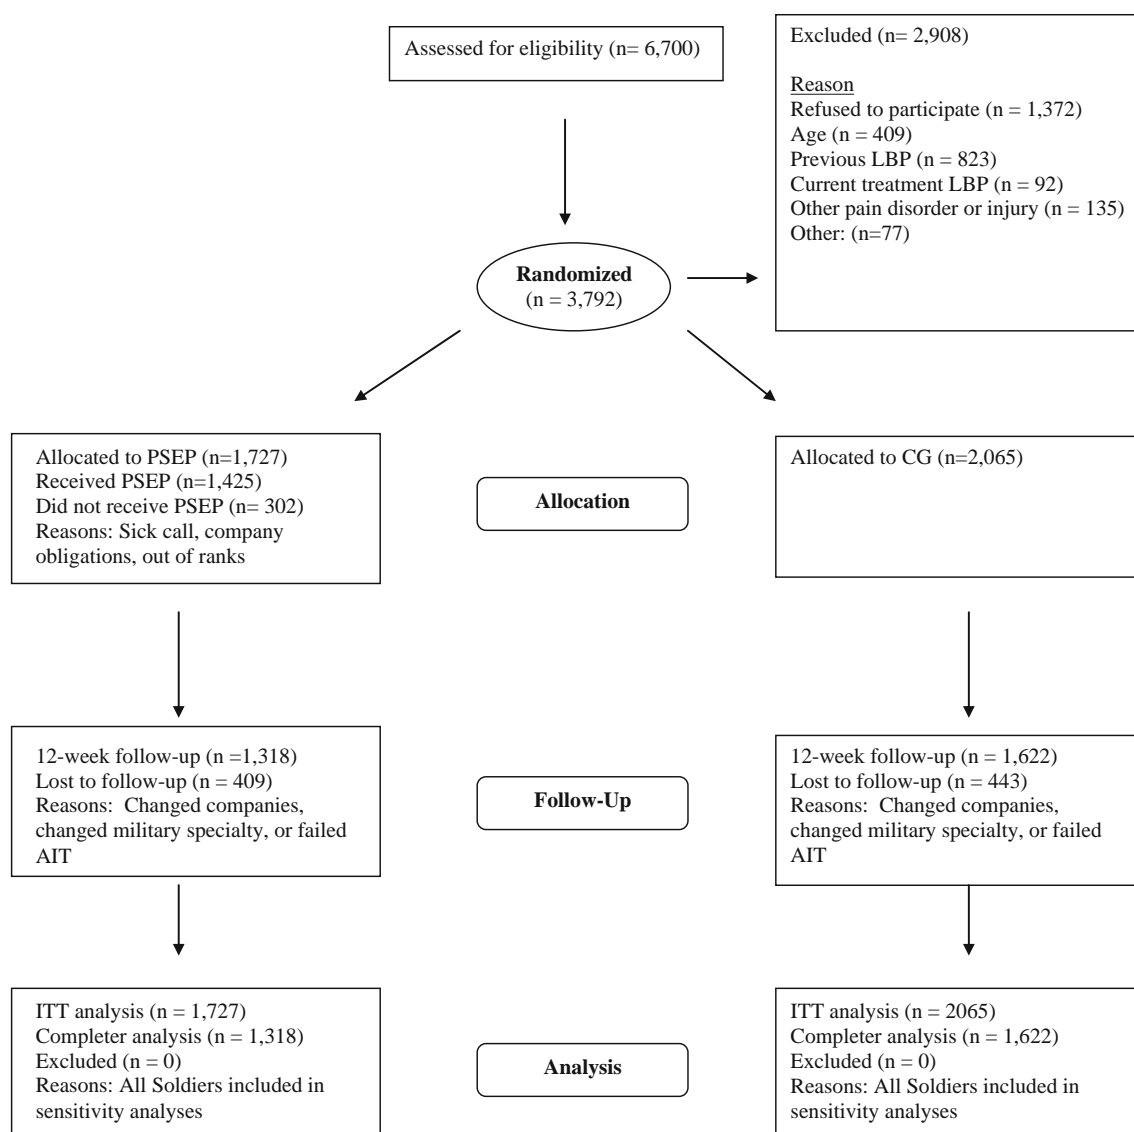 Assessed for eligibility (n= 6,700)
Excluded (n= 2,908)
Reason
Refused to participate (n = 1,372)
Age (n = 409)
Previous LBP (n = 823)
Current treatment LBP (n = 92)
Other pain disorder or injury (n = 135)
Other: (n=77)
Randomized
(n = 3,792)
Allocated to PSEP (n=1,727)
Received PSEP (n=1,425)
Did not receive PSEP (n= 302)
Reasons: Sick call, company
obligations, out of ranks
Allocation
Allocated to CG (n=2,065)
12-week follow-up (n =1,318)
Lost to follow-up (n = 409)
Reasons:  Changed companies,
changed military specialty, or failed
AIT
Follow-Up
12-week follow-up (n = 1,622)
Lost to follow-up (n = 443)
Reasons:  Changed companies,
changed military specialty, or failed
AIT
ITT analysis (n = 1,727)
Completer analysis (n = 1,318)
Excluded (n = 0)
Reasons: All Soldiers included in
sensitivity analyses
Analysis
ITT analysis (n = 2065)
Completer analysis (n = 1,622)
Excluded (n = 0)
Reasons: All Soldiers included in
sensitivity analyses